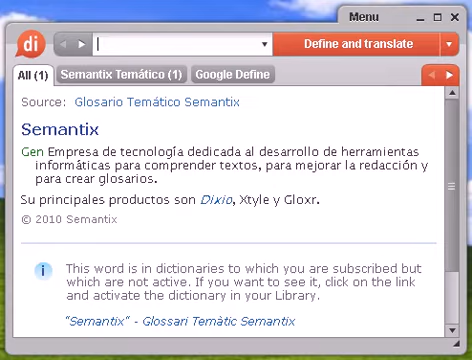 Menu
di
Define and translate
All (1) Semantix Temático (1) Google Define
Source: Glosario Temático Semantix
Semantix
Gen Empresa de tecnología dedicada al desarrollo de herramientas
informáticas para comprender textos, para mejorar la redacción y
para crear glosarios.
Su principales productos son Dixio, Xtyle y Gloxr.
© 2010 Semantix
i
This word is in dictionaries to which you are subscribed but
which are not active. If you want to see it, click on the link
and activate the dictionary in your Library.
"Semantix" - Glossari Temàtic Semantix